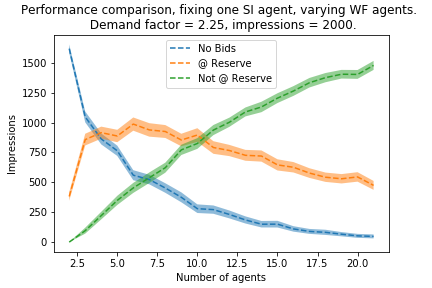 Performance comparison, fixing one SI agent, varying WF agents.
Demand factor = 2.25, impressions = 2000.
No Bids
@ Reserve
Not @ Reserve
Impressions
1500
1250
1000
750
500
250
0
2.5 5.0 7.5 10.0 12.5 15.0 17.5 20.0
Number of agents